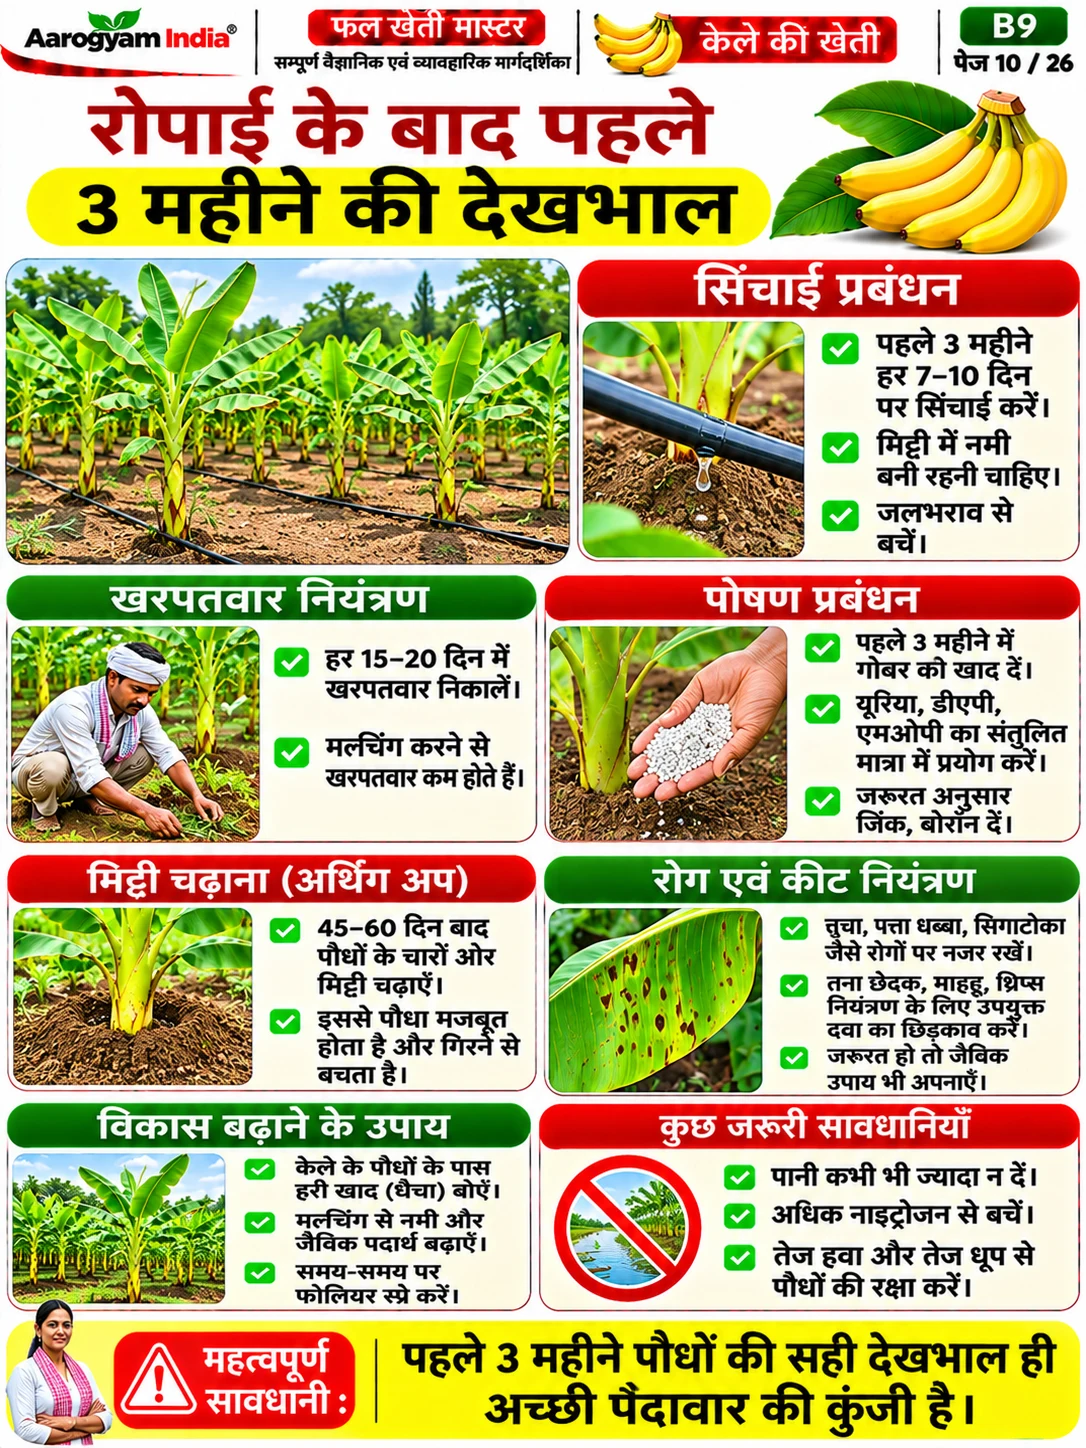 Aarogyam India®
फल खेती मास्टर
सम्पूर्ण वैज्ञानिक एवं व्यावहारिक मार्गदर्शिका
केले की खेती
B9
पेज 10 / 26
रोपाई के बाद पहले
3 महीने की देखभाल
सिंचाई प्रबंधन
पहले 3 महीने
हर 7–10 दिन
पर सिंचाई करें।
मिट्टी में नमी
बनी रहनी चाहिए।
जलभराव से
बचें।
खरपतवार नियंत्रण
हर 15–20 दिन में
खरपतवार निकालें।
मलचिंग करने से
खरपतवार कम होते हैं।
पोषण प्रबंधन
पहले 3 महीने में
गोबर की खाद दें।
यूरिया, डीएपी,
एमओपी का संतुलित
मात्रा में प्रयोग करें।
जरूरत अनुसार
जिंक, बोरॉन दें।
मिट्टी चढ़ाना (अर्थिग अप)
45–60 दिन बाद
पौधों के चारों ओर
मिट्टी चढ़ाएँ।
इससे पौधा मजबूत
होता है और गिरने से
बचता है।
रोग एवं कीट नियंत्रण
तुचा, पत्ता धब्बा, सिगाटोका
जैसे रोगों पर नजर रखें।
तना छेदक, माहहू, थ्रिप्स
नियंत्रण के लिए उपयुक्त
दवा का छिड़काव करें।
जरूरत हो तो जैविक
उपाय भी अपनाएँ।
विकास बढ़ाने के उपाय
केले के पौधों के पास
हरी खाद (धैचा) बोऐं।
मलचिंग से नमी और
जैविक पदार्थ बढ़ाऐं।
समय-समय पर
फोलियर स्प्रे करें।
कुछ जरूरी सावधानियाँ
पानी कभी भी ज्यादा न दें।
अधिक नाइट्रोजन से बचें।
तेज हवा और तेज धूप से
पौधों की रक्षा करें।
महत्वपूर्ण
सावधानी :
पहले 3 महीने पौधों की सही देखभाल ही
अच्छी पैदावार की कुंजी है।